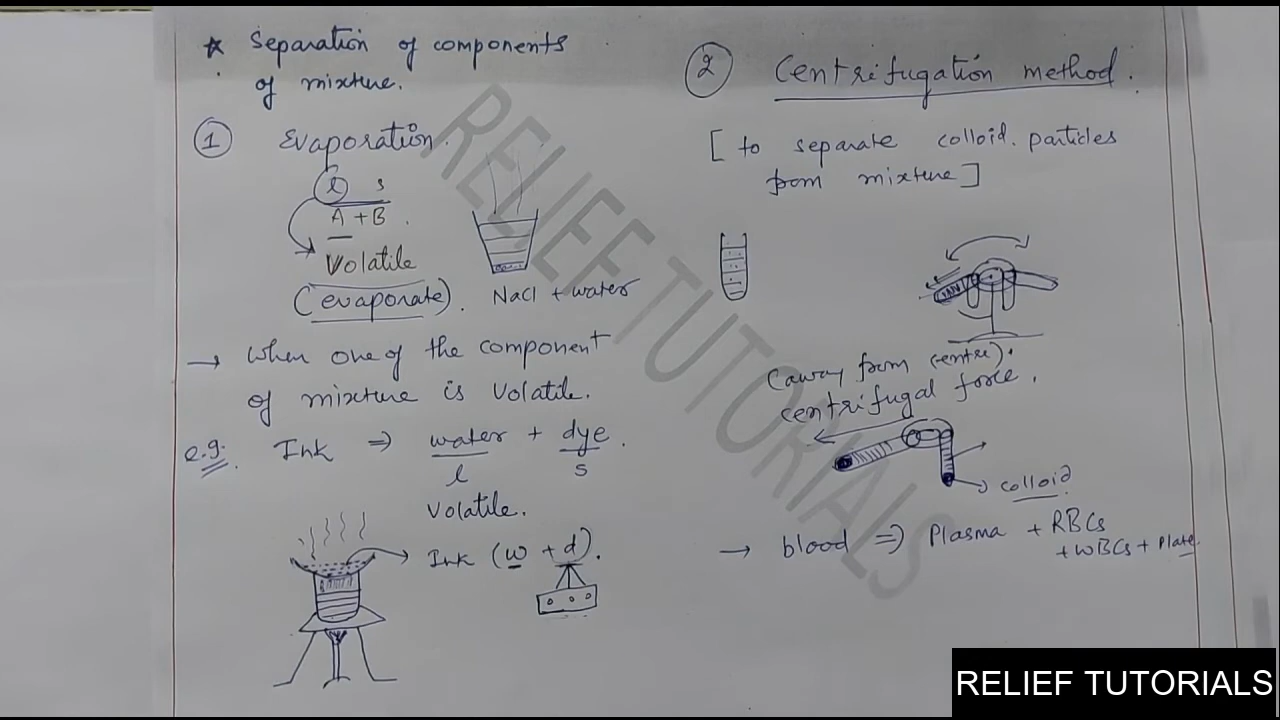 * Separation of components
of mixture.
1 Evaporation.
l s
A + B.
Volatile
(evaporate).
NaCl + water
→ When one of the component
of mixture is Volatile.
e.g. Ink ⇒ water + dye.
l s
Volatile.
Ink (w + d).
2 Centrifugation method.
[ to separate colloid particles
from mixture ]
(away from centre).
centrifugal force.
colloid
→ blood ⇒ Plasma + RBCs
+ WBCs + Plate
RELIEF TUTORIALS
RELIEF TUTORIALS